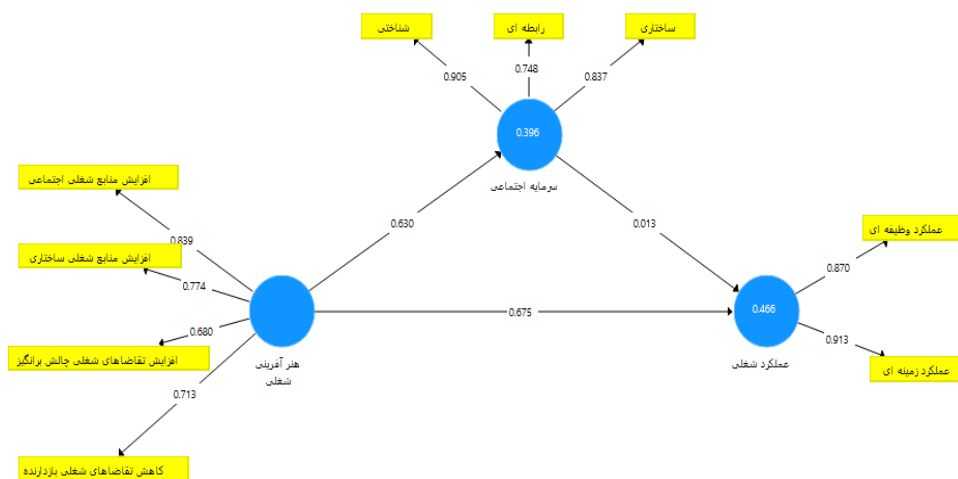 شناختی
رابطه ای
ساختاری
0.905
0.748
0.837
0.396
سرمایه اجتماعی
افزایش منابع شغلی اجتماعی
0.839
0.630
0.013
عملکرد وظیفه ای
افزایش منابع شغلی ساختاری
0.774
0.870
0.675
0.466
0.680
افزایش تقاضاهای شغلی چالش برانگیز
0.913
هنر آفرینی
شغلی
عملکرد شغلی
عملکرد زمینه ای
0.713
کاهش تقاضاهای شغلی بازدارنده